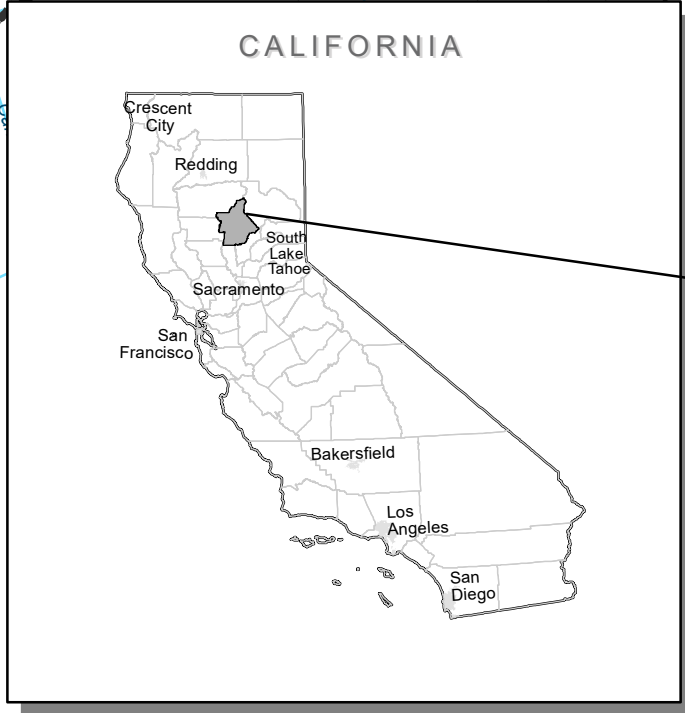 CALIFORNIA
Crescent
City
Redding
South
Lake
Tahoe
Sacramento
San
Francisco
Bakersfield
Los
Angeles
San
Diego